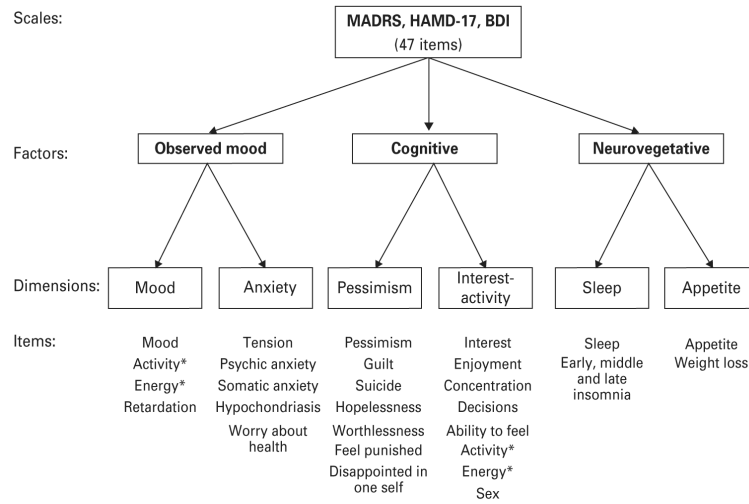 Scales:
MADRS, HAMD-17, BDI
(47 items)
Factors:
Observed mood
Cognitive
Neurovegetative
Dimensions:
Mood
Anxiety
Pessimism
Interest-
activity
Sleep
Appetite
Items:
Mood
Activity*
Energy*
Retardation
Tension
Psychic anxiety
Somatic anxiety
Hypochondriasis
Worry about
health
Pessimism
Guilt
Suicide
Hopelessness
Worthlessness
Feel punished
Disappointed in
one self
Interest
Enjoyment
Concentration
Decisions
Ability to feel
Activity*
Energy*
Sex
Sleep
Early, middle
and late
insomnia
Appetite
Weight loss